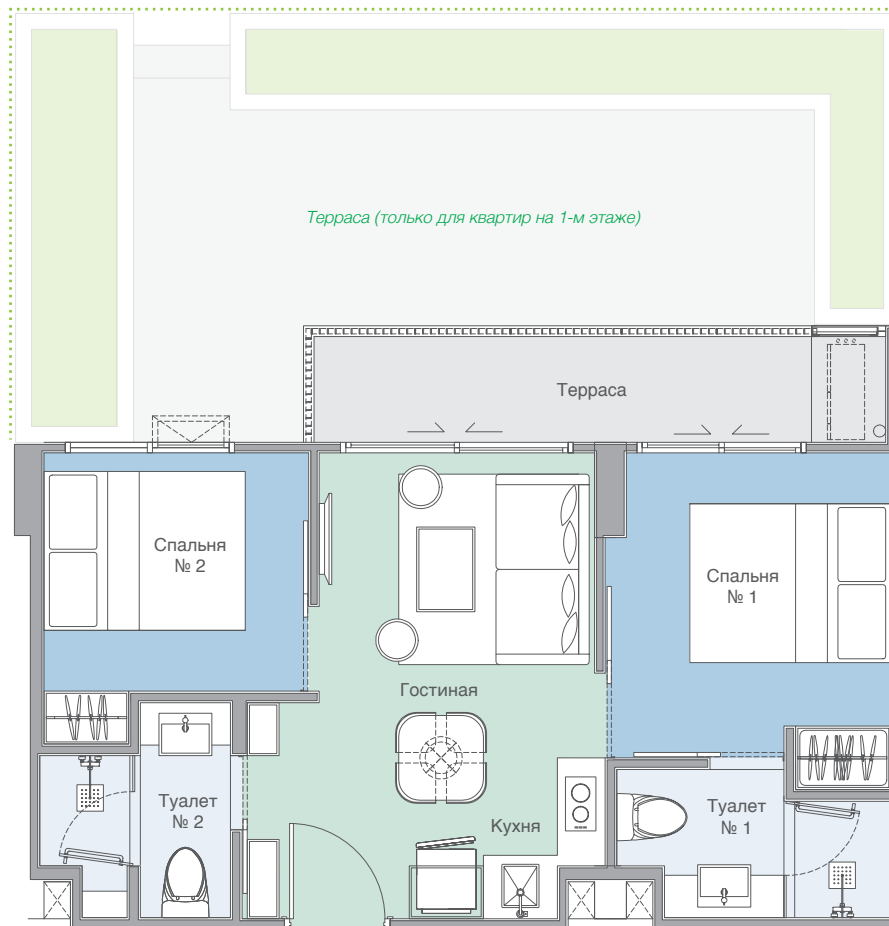 Терраса (только для квартир на 1-м этаже)
Терраса
Спальня
№ 2
Спальня
№ 1
Гостиная
Туалет
№ 2
Кухня
Туалет
№ 1